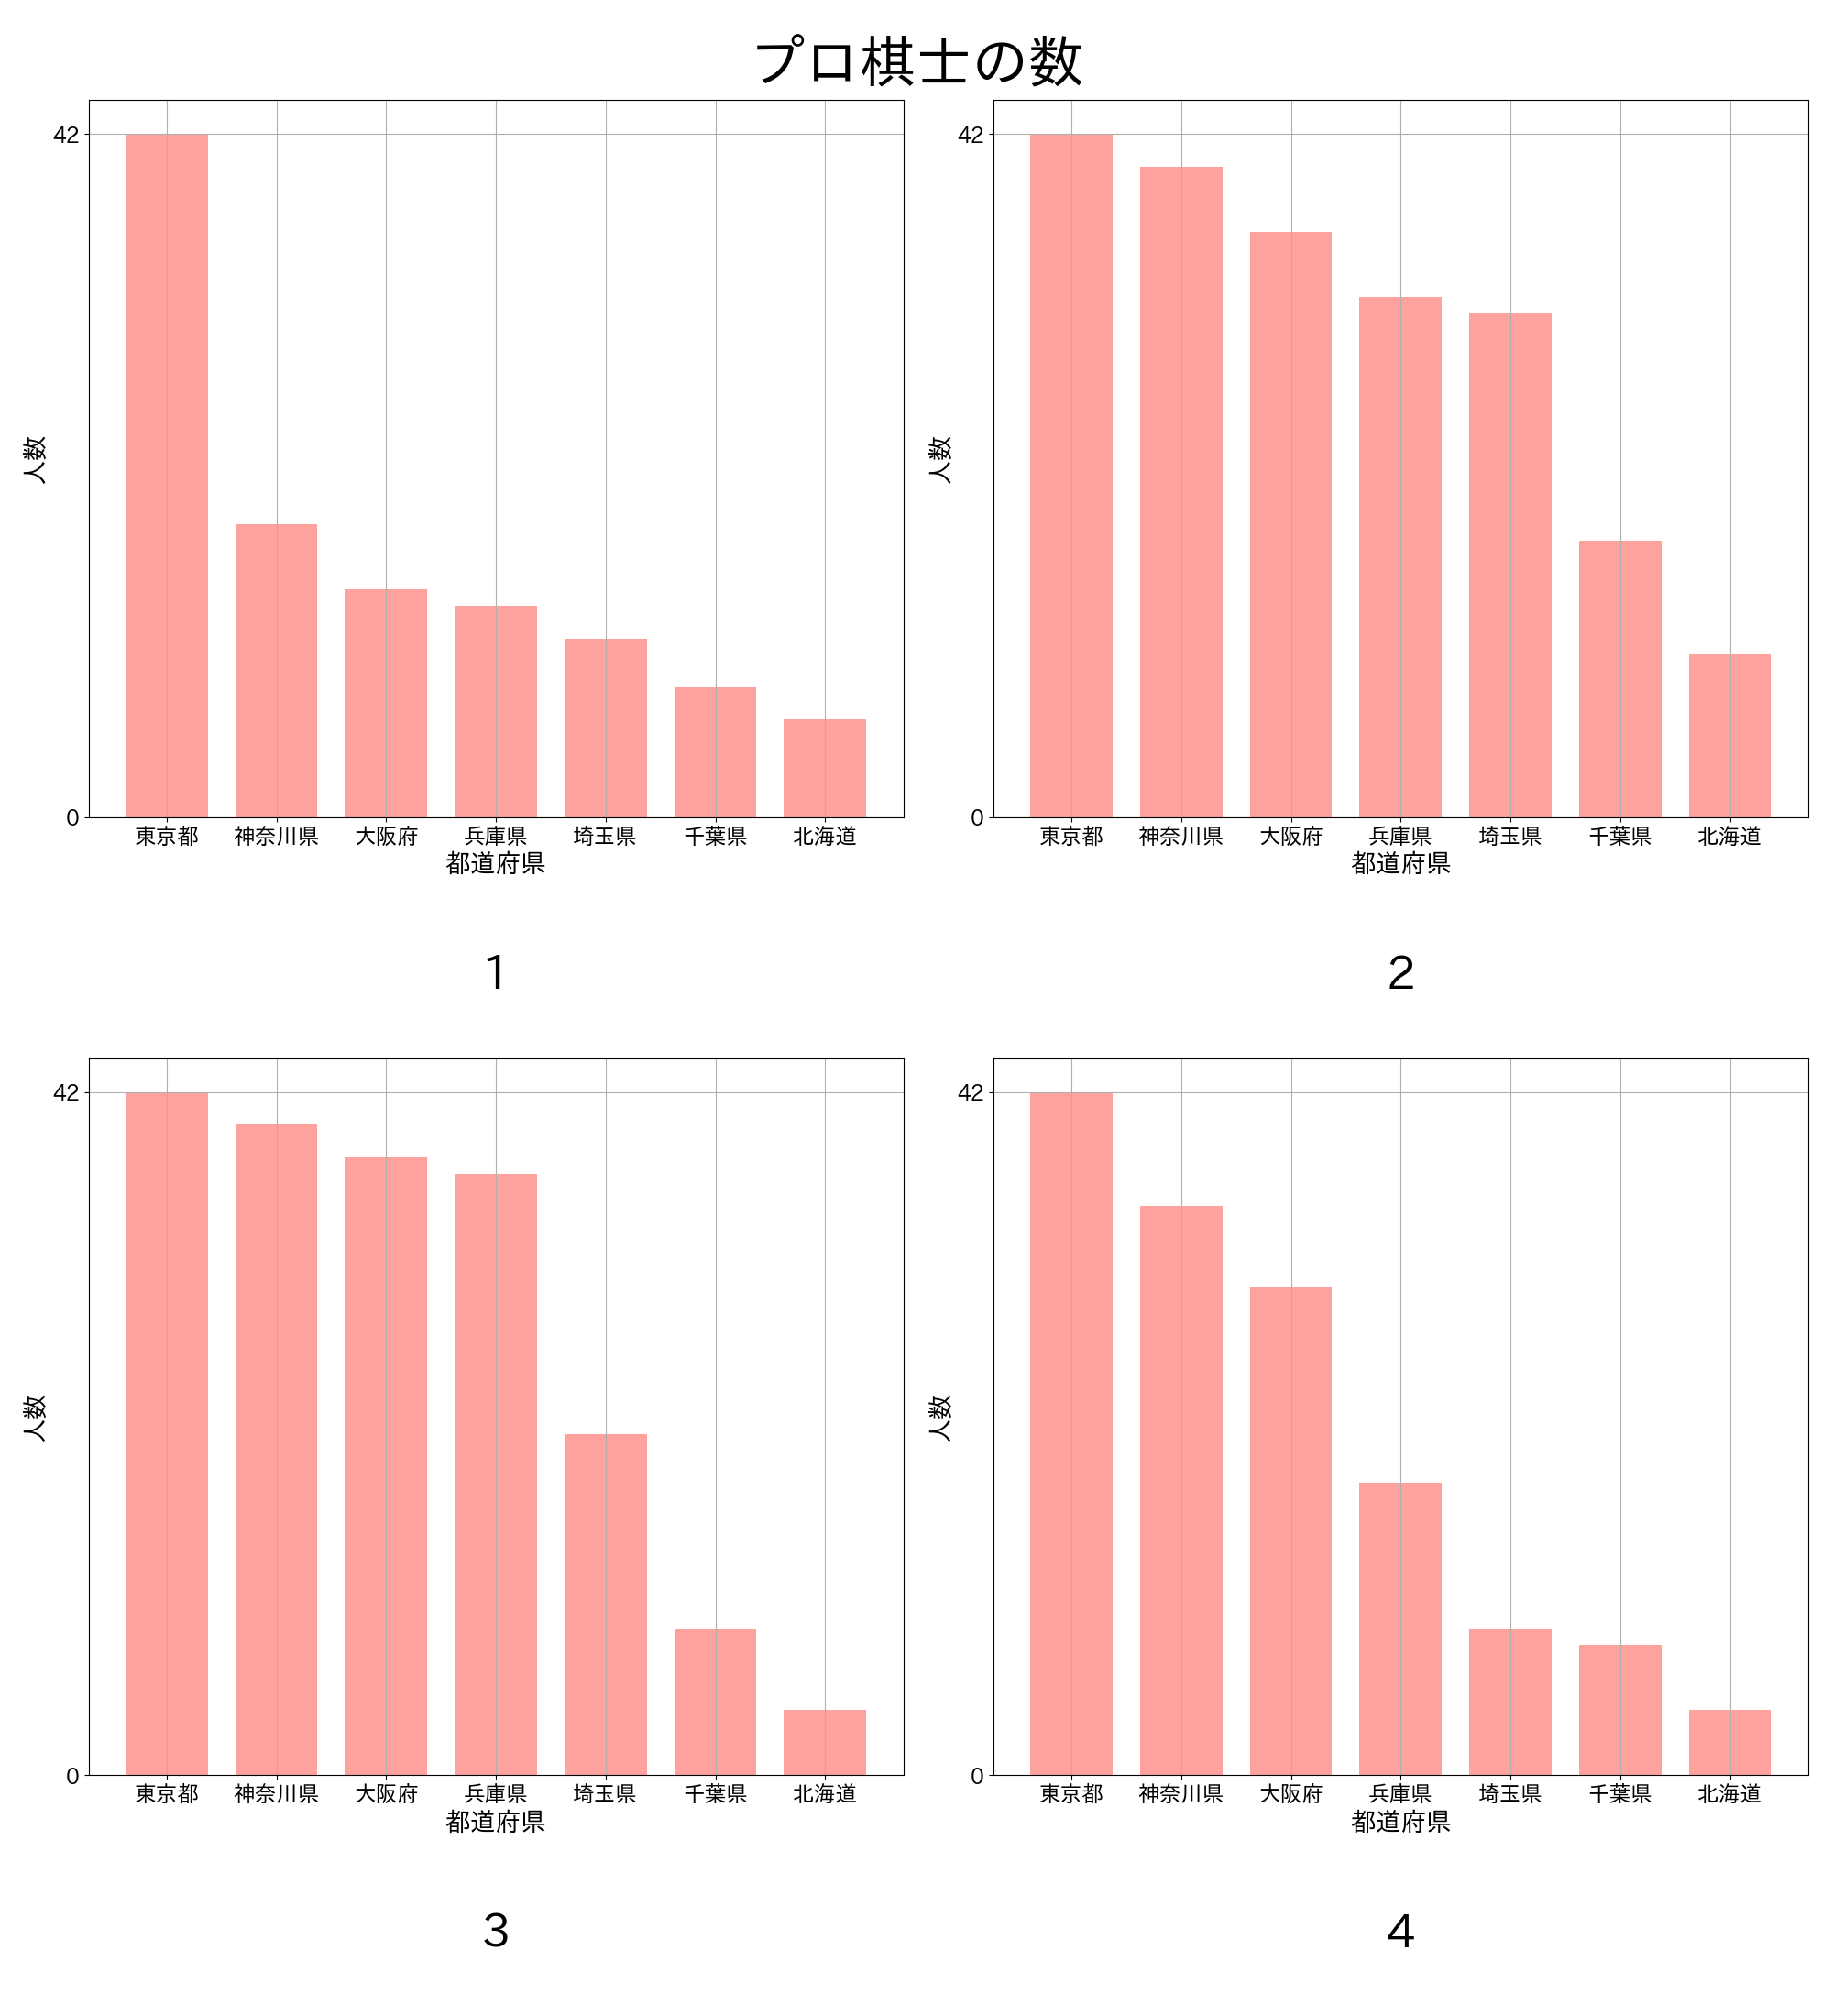 プロ棋士の数
42
0
人数
東京都 神奈川県 大阪府 兵庫県 埼玉県 千葉県 北海道
都道府県
1
42
0
人数
東京都 神奈川県 大阪府 兵庫県 埼玉県 千葉県 北海道
都道府県
2
42
0
人数
東京都 神奈川県 大阪府 兵庫県 埼玉県 千葉県 北海道
都道府県
3
42
0
人数
東京都 神奈川県 大阪府 兵庫県 埼玉県 千葉県 北海道
都道府県
4